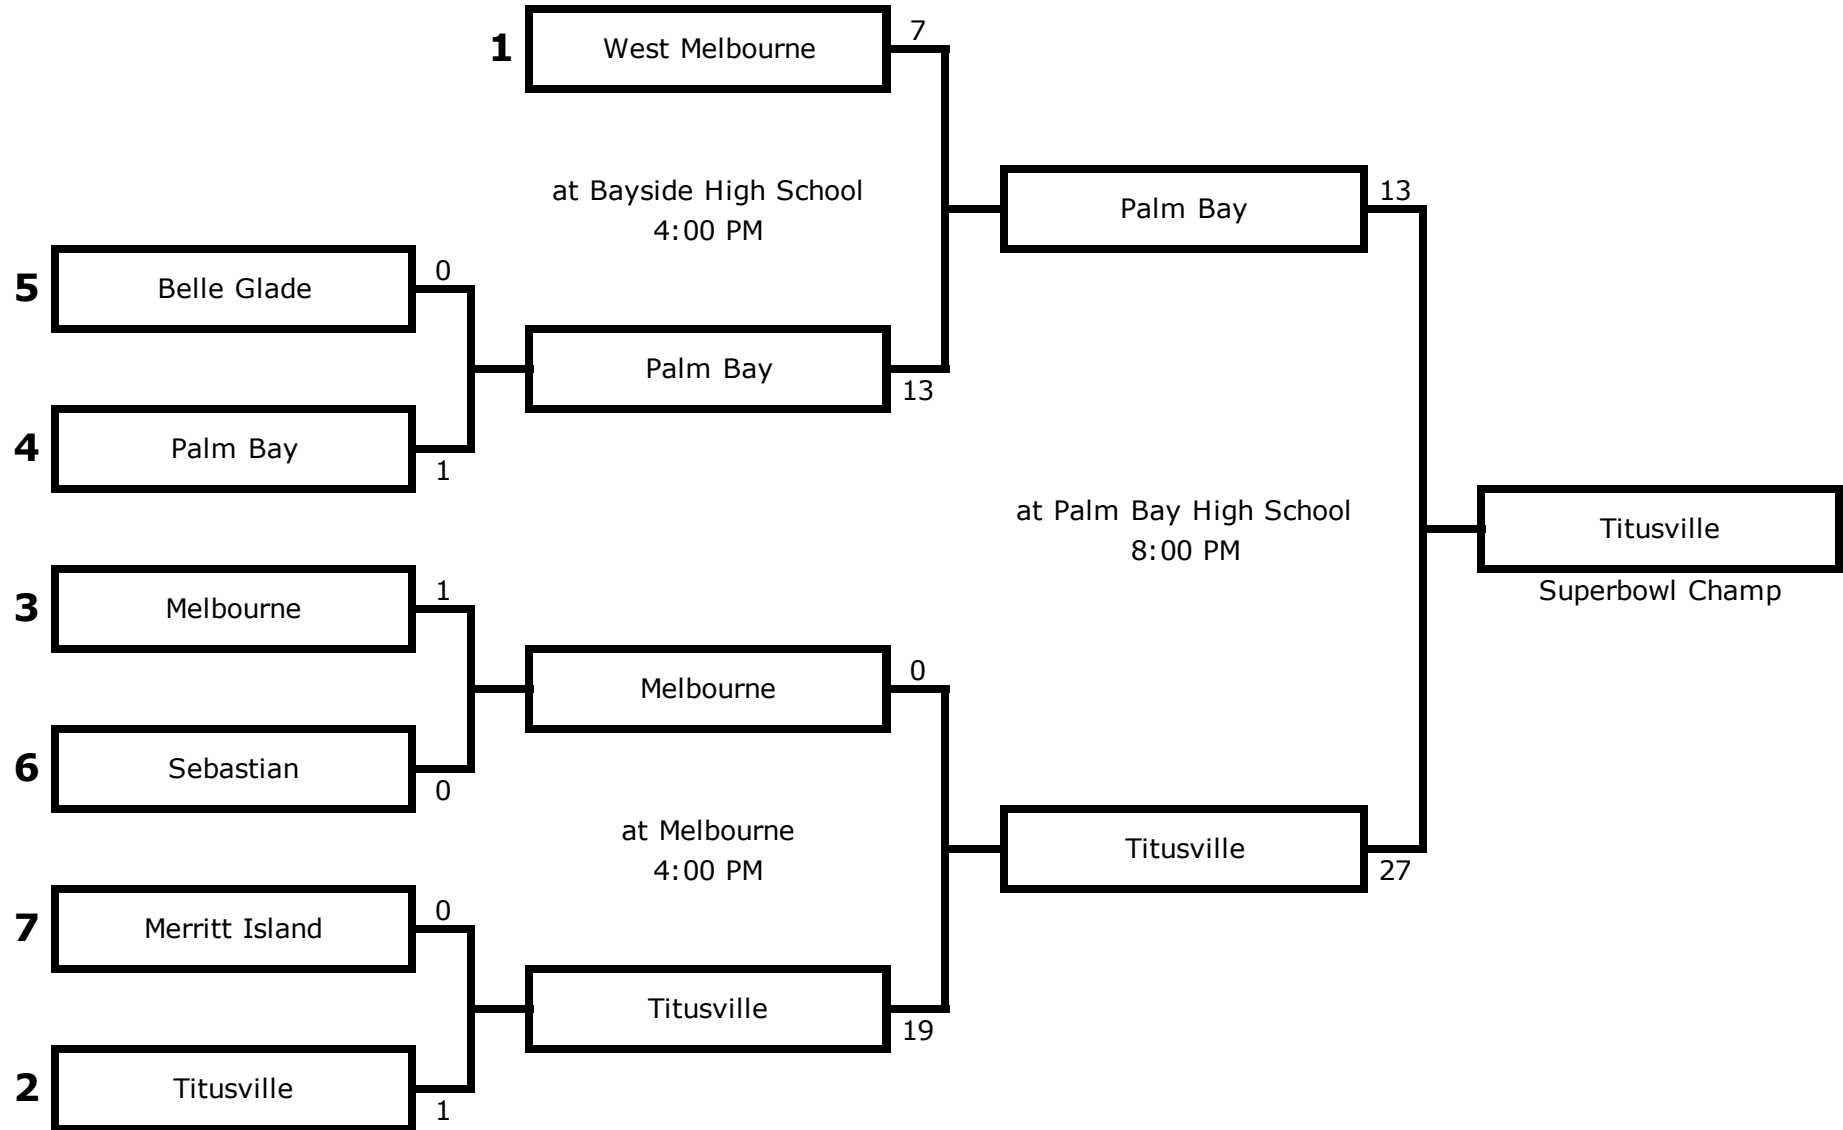 1
West Melbourne
7
at Bayside High School
4:00 PM
Palm Bay
13
5
Belle Glade
0
Palm Bay
13
4
Palm Bay
1
at Palm Bay High School
8:00 PM
Titusville
Superbowl Champ
3
Melbourne
1
Melbourne
0
6
Sebastian
0
at Melbourne
4:00 PM
Titusville
27
7
Merritt Island
0
Titusville
19
2
Titusville
1